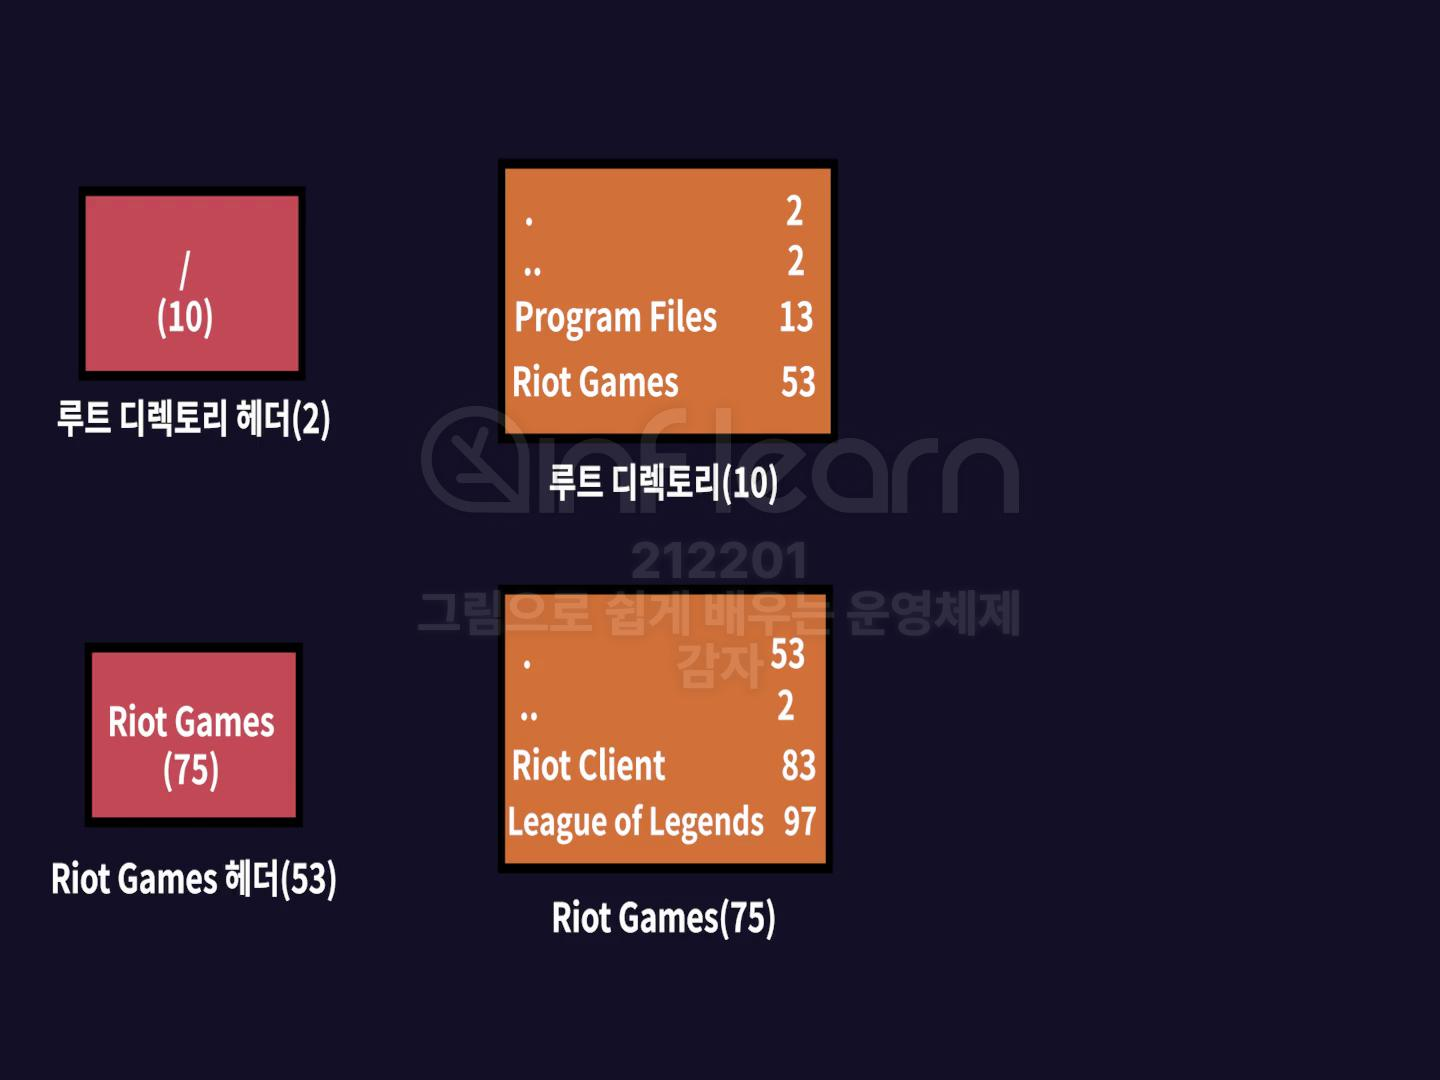 /
(10)
루트 디렉토리 헤더(2)
. 2
.. 2
Program Files 13
Riot Games 53
루트 디렉토리(10)
inflearn
212201
그림으로 쉽게 배우는 운영체제
감자
Riot Games
(75)
Riot Games 헤더(53)
. 53
.. 2
Riot Client 83
League of Legends 97
Riot Games(75)